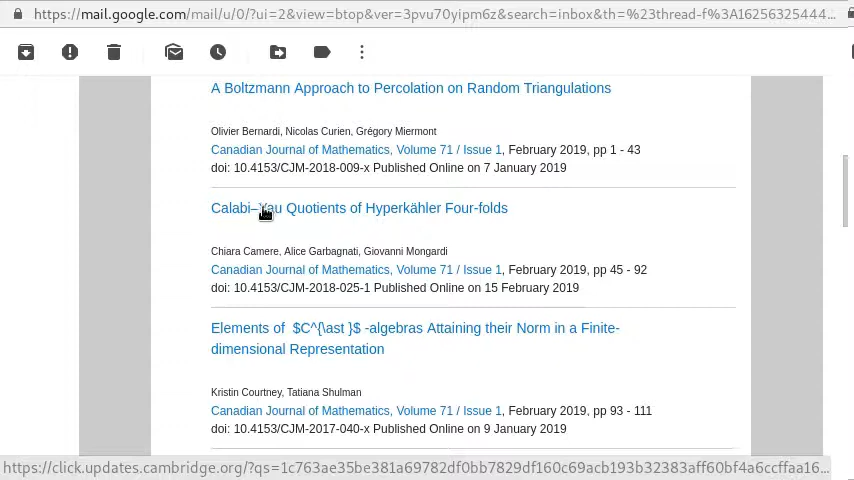 https://mail.google.com/mail/u/0/?ui=2&view=btop&ver=3pvu70yipm6z&search=inbox&th=%23thread-f%3A16256325444...
A Boltzmann Approach to Percolation on Random Triangulations
Olivier Bernardi, Nicolas Curien, Grégory Miermont
Canadian Journal of Mathematics, Volume 71 / Issue 1, February 2019, pp 1 - 43
doi: 10.4153/CJM-2018-009-x Published Online on 7 January 2019
Calabi–Yau Quotients of Hyperkähler Four-folds
Chiara Camere, Alice Garbagnati, Giovanni Mongardi
Canadian Journal of Mathematics, Volume 71 / Issue 1, February 2019, pp 45 - 92
doi: 10.4153/CJM-2018-025-1 Published Online on 15 February 2019
Elements of $C^{\ast }$ -algebras Attaining their Norm in a Finite-
dimensional Representation
Kristin Courtney, Tatiana Shulman
Canadian Journal of Mathematics, Volume 71 / Issue 1, February 2019, pp 93 - 111
doi: 10.4153/CJM-2017-040-x Published Online on 9 January 2019
https://click.updates.cambridge.org/?qs=1c763ae35be381a69782df0bb7829df160c69acb193b32383aff60bf4a6ccffaa16...